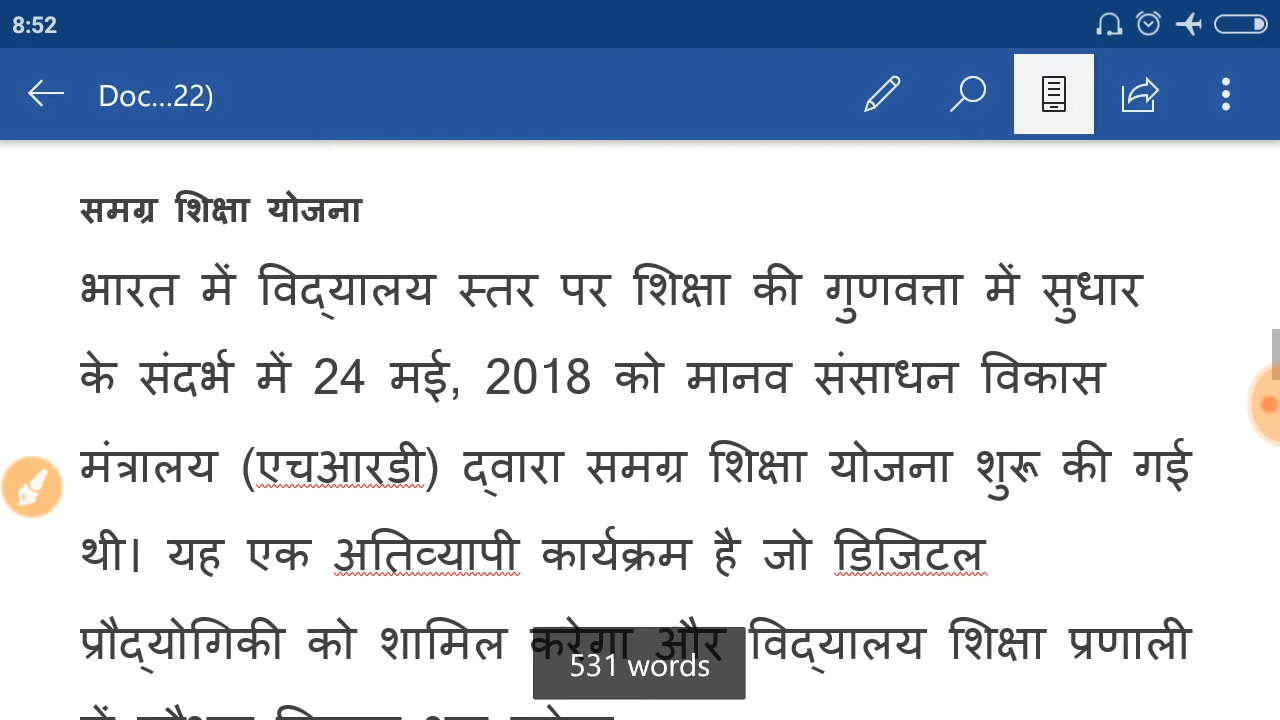 8:52
Doc...22)
समग्र शिक्षा योजना
भारत में विद्‌यालय स्तर पर शिक्षा की गुणवत्ता में सुधार
के संदर्भ में 24 मई, 2018 को मानव संसाधन विकास
मंत्रालय (एचआरडी) द्‌वारा समग्र शिक्षा योजना शुरू की गई
थी। यह एक अतिव्यापी कार्यक्रम है जो डिजिटल
प्रौद्‌योगिकी को शामिल करेगा और विद्‌यालय शिक्षा प्रणाली
531 words